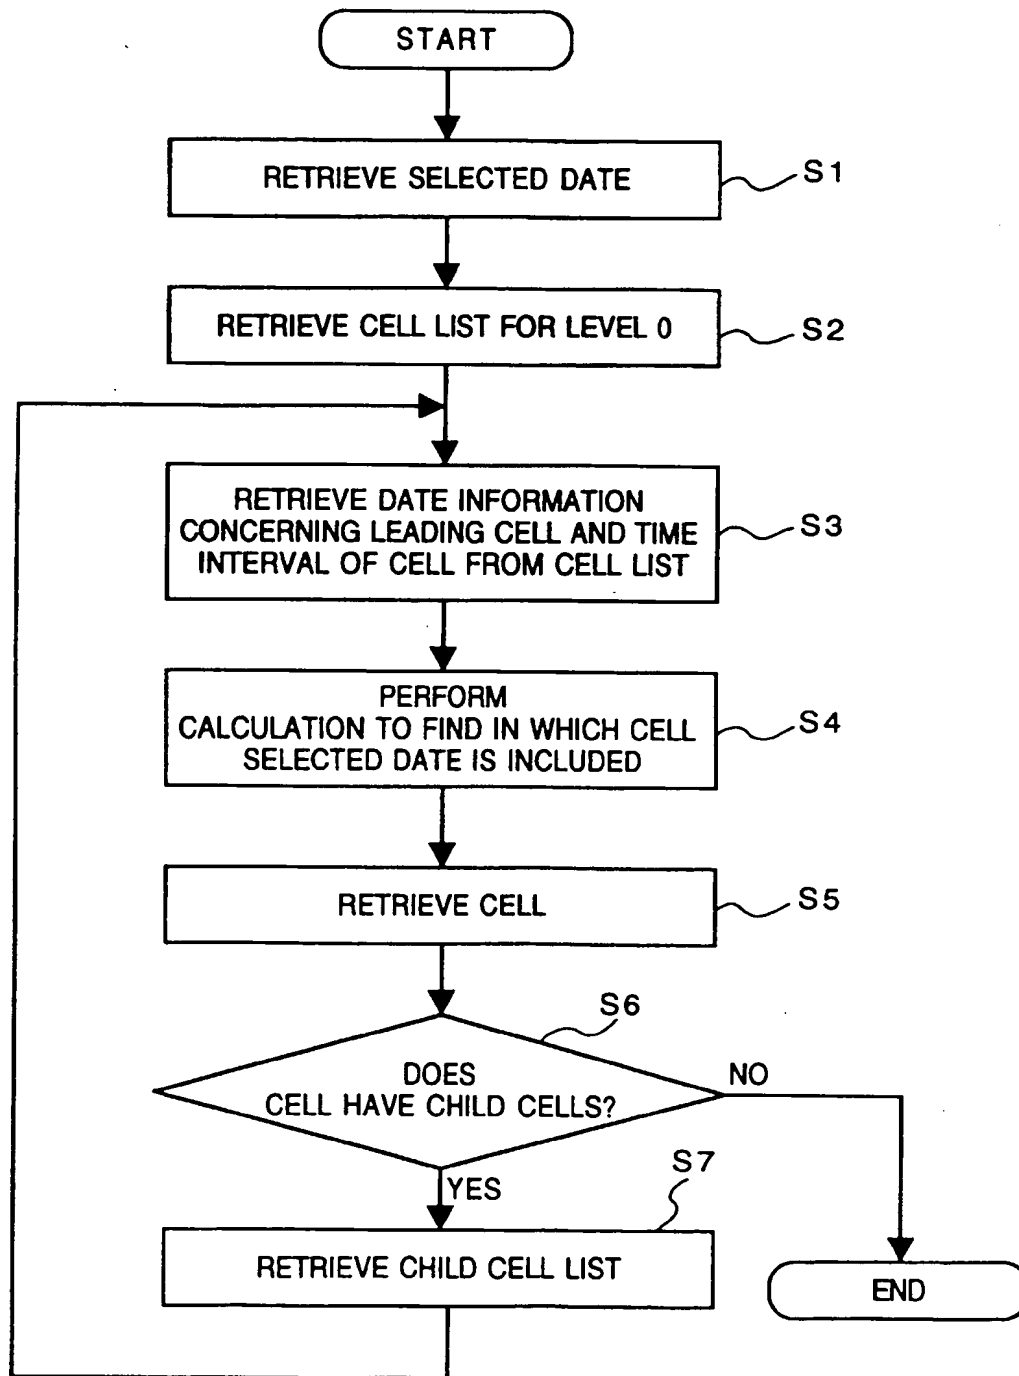 START
RETRIEVE SELECTED DATE
S1
RETRIEVE CELL LIST FOR LEVEL 0
S2
RETRIEVE DATE INFORMATION
CONCERNING LEADING CELL AND TIME
INTERVAL OF CELL FROM CELL LIST
S3
PERFORM
CALCULATION TO FIND IN WHICH CELL
SELECTED DATE IS INCLUDED
S4
RETRIEVE CELL
S5
S6
DOES
CELL HAVE CHILD CELLS?
NO
YES
S7
RETRIEVE CHILD CELL LIST
END